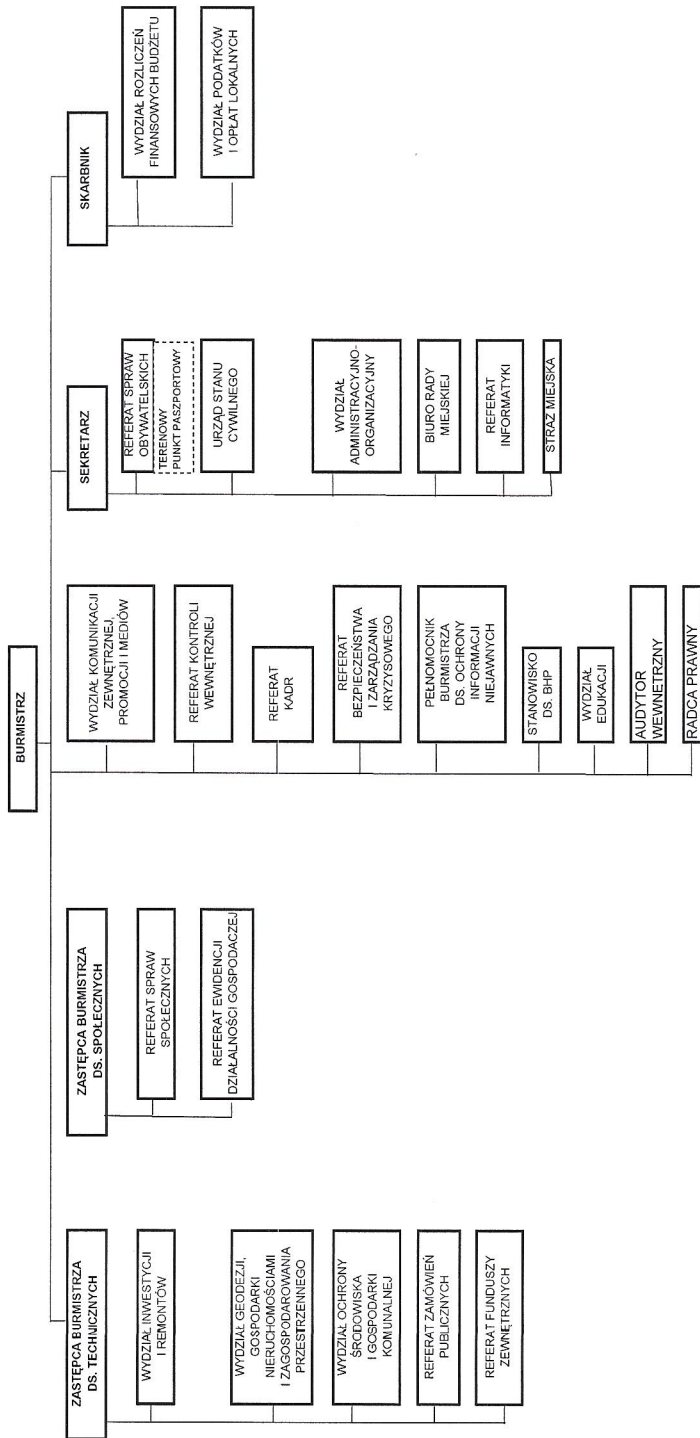 BURMISTRZ
ZASTĘPCA BURMISTRZA
DS. TECHNICZNYCH
WYDZIAŁ INWESTYCJI
I REMONTÓW
WYDZIAŁ GEODEZJI,
GOSPODARKI
NIERUCHOMOŚCIAMI
I ZAGOSPODAROWANIA
PRZESTRZENNEGO
WYDZIAŁ OCHRONY
ŚRODOWISKA
I GOSPODARKI
KOMUNALNEJ
REFERAT ZAMÓWIEŃ
PUBLICZNYCH
REFERAT FUNDUSZY
ZEWNĘTRZNYCH
ZASTĘPCA BURMISTRZA
DS. SPOŁECZNYCH
REFERAT SPRAW
SPOŁECZNYCH
REFERAT EWIDENCJI
DZIAŁALNOŚCI GOSPODACZEJ
WYDZIAŁ KOMUNIKACJI
ZEWNĘTRZNEJ,
PROMOCJI I MEDIÓW
REFERAT KONTROLI
WEWNĘTRZNEJ
REFERAT
KADR
REFERAT
BEZPIECZEŃSTWA
I ZARZĄDZANIA
KRYZYSOWEGO
PEŁNOMOCNIK
BURMISTRZA
DS. OCHRONY
INFORMACJI
NIEJAWNYCH
STANOWISKO
DS. BHP
WYDZIAŁ
EDUKACJI
AUDYTOR
WEWNETRZNY
RADCA PRAWNY
SEKRETARZ
REFERAT SPRAW
OBYWATELSKICH
TERENOWY
PUNKT PASZPORTOWY
URZĄD STANU
CYWILNEGO
WYDZIAŁ
ADMINISTRACYJNO-
ORGANIZACYJNY
BIURO RADY
MIEJSKIEJ
REFERAT
INFORMATYKI
STRAŻ MIEJSKA
SKARBNIK
WYDZIAŁ ROZLICZEŃ
FINANSOWYCH BUDŻETU
WYDZIAŁ PODATKÓW
I OPŁAT LOKALNYCH